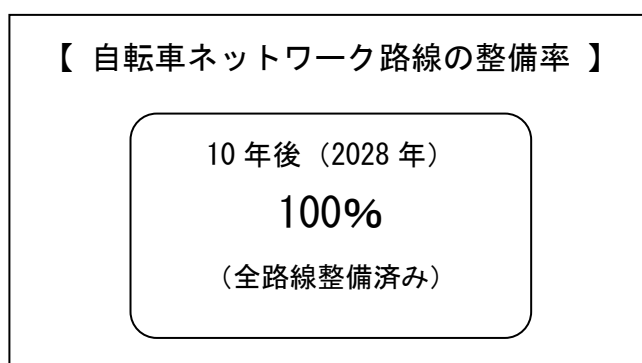 【 自転車ネットワーク路線の整備率 】
10 年後（2028 年）
100％
（全路線整備済み）